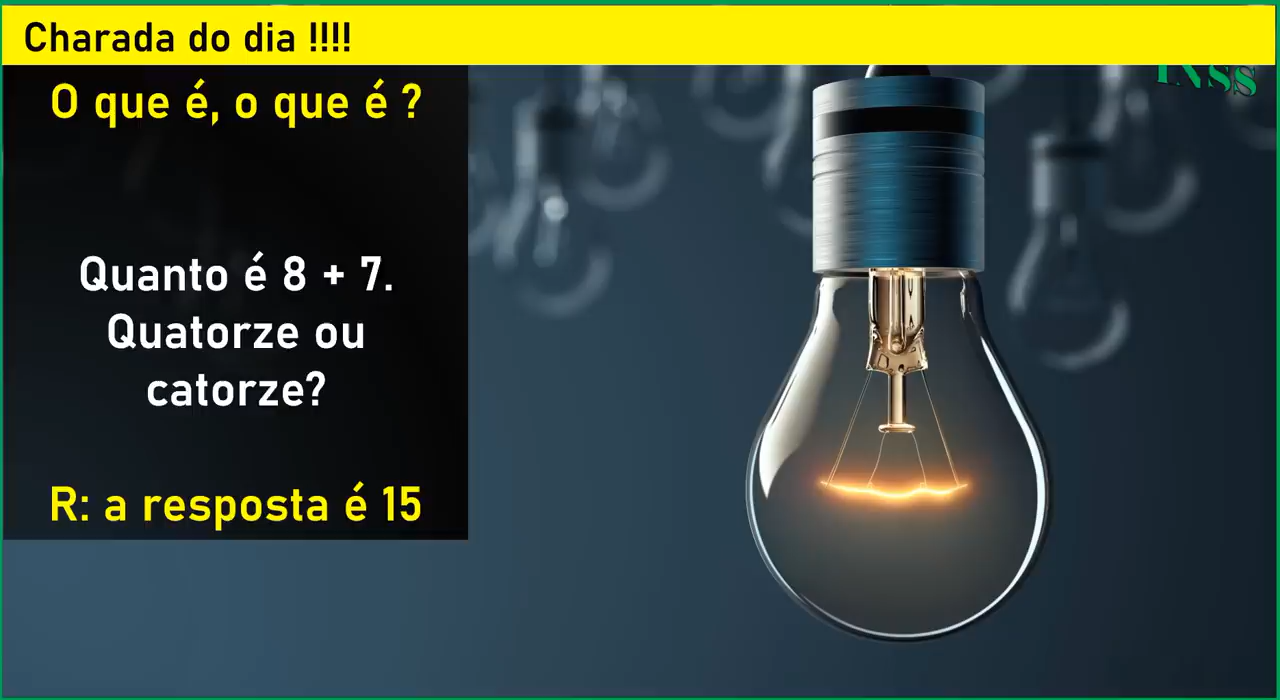 Charada do dia !!!!
O que é, o que é ?
INSS
Quanto é 8 + 7.
Quatorze ou
catorze?
R: a resposta é 15